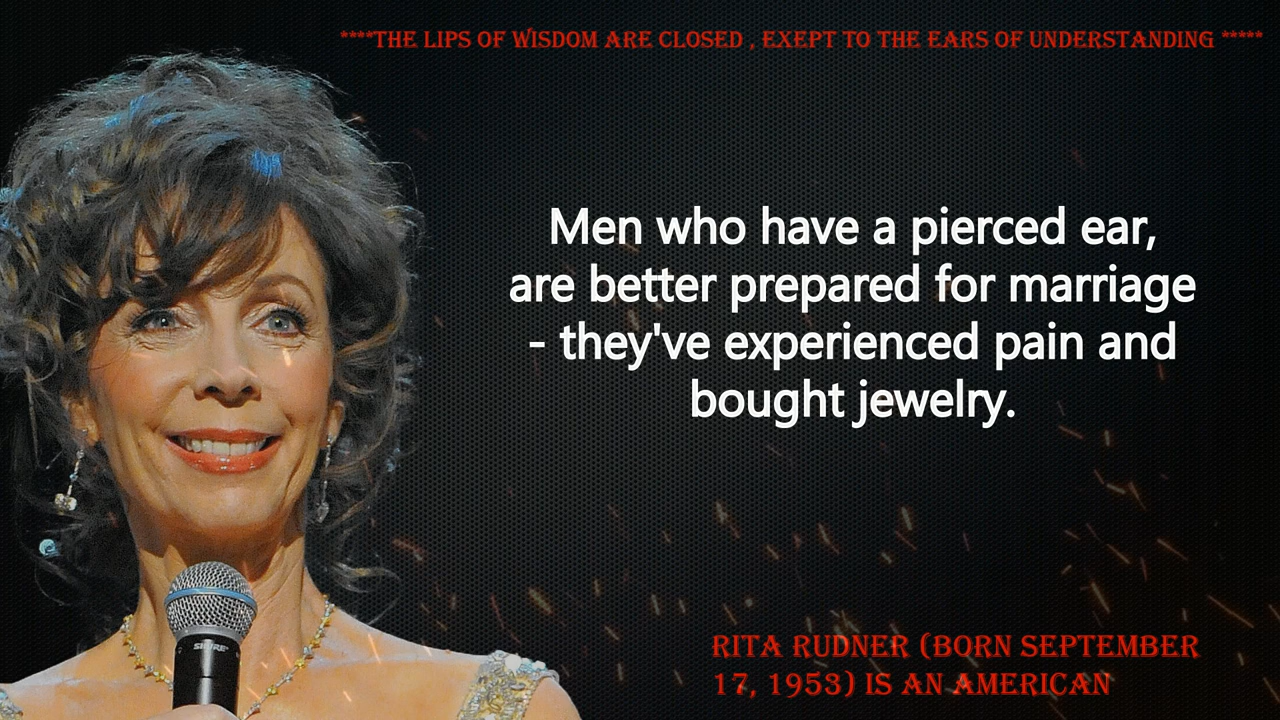 ****THE LIPS OF WISDOM ARE CLOSED , EXEPT TO THE EARS OF UNDERSTANDING *****
Men who have a pierced ear,
are better prepared for marriage
- they've experienced pain and
bought jewelry.
SHURE
RITA RUDNER (BORN SEPTEMBER
17, 1953) IS AN AMERICAN